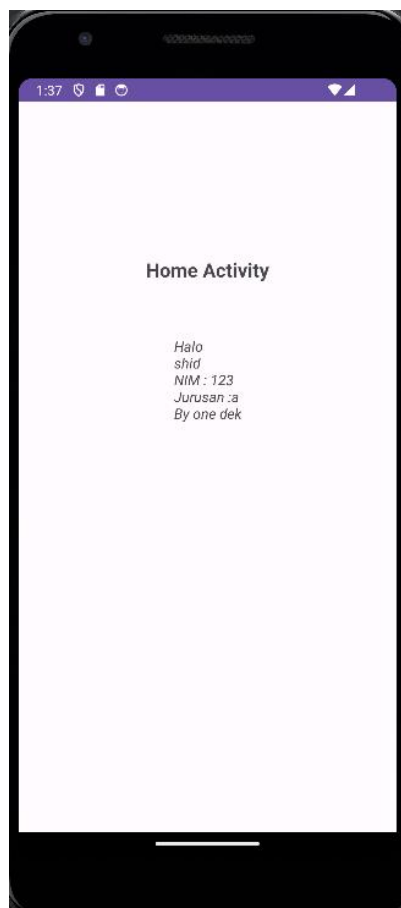 1:37
Home Activity
Halo
shid
NIM : 123
Jurusan :a
By one dek